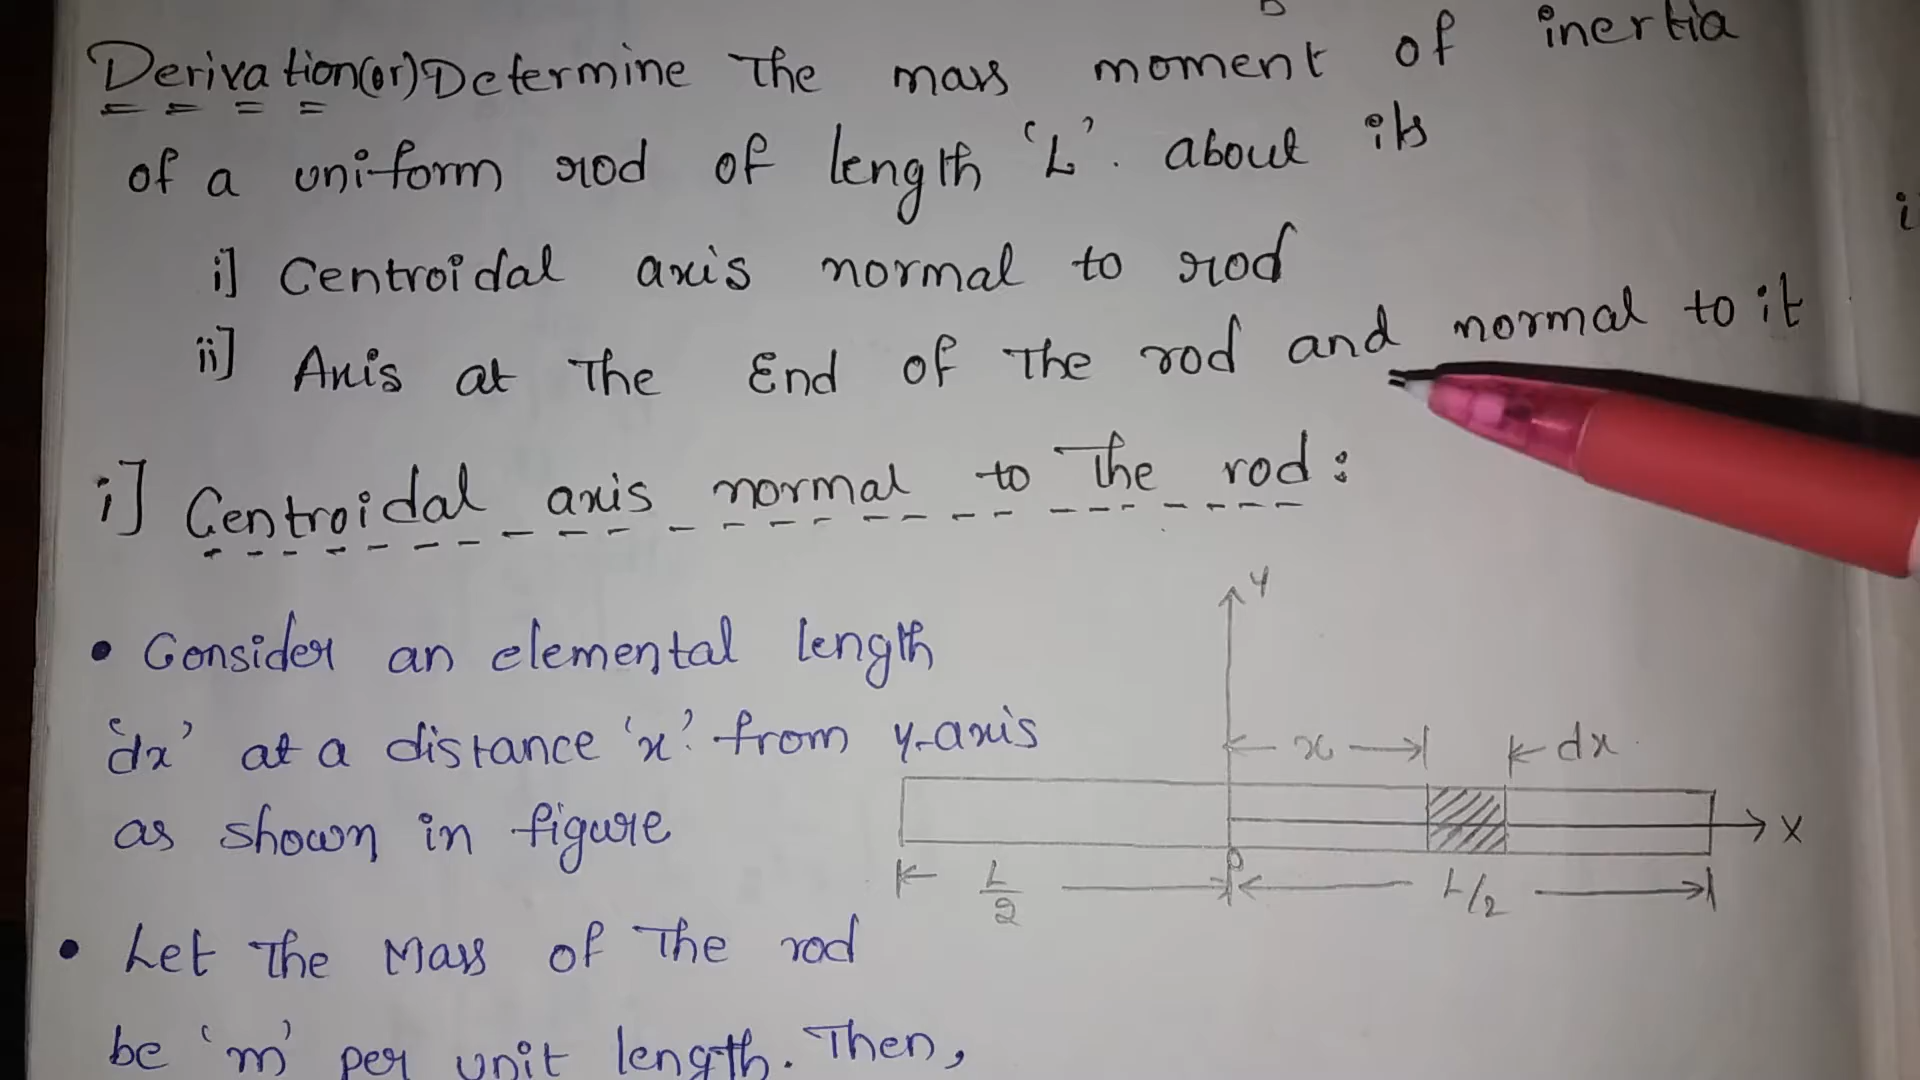 Derivation(or)Determine The mass moment of inertia
of a uniform rod of length 'L'. about its
i] Centroidal axis normal to rod
ii] Axis at The End of The rod and normal to it
i] Centroidal axis normal to The rod:
• Consider an elemental length
'dx' at a distance 'x' from y-axis
as shown in figure
• Let The Mass of The rod
be 'm' per unit length. Then,
Y
x dx
X
L/2 L/2
i